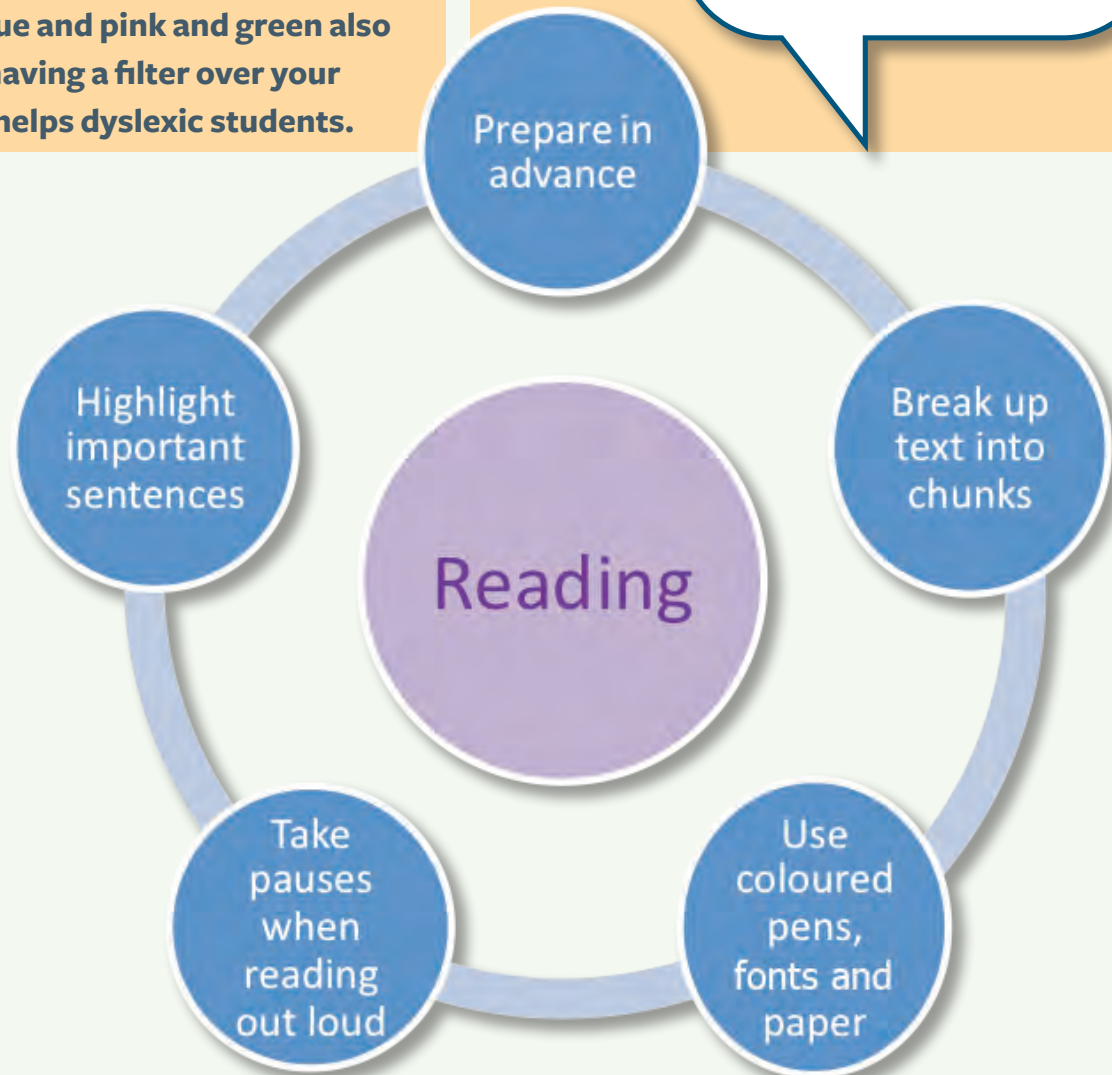 ue and pink and green also
having a filter over your
helps dyslexic students.
Prepare in
advance
Break up
text into
chunks
Use
coloured
pens,
fonts and
paper
Take
pauses
when
reading
out loud
Highlight
important
sentences
Reading